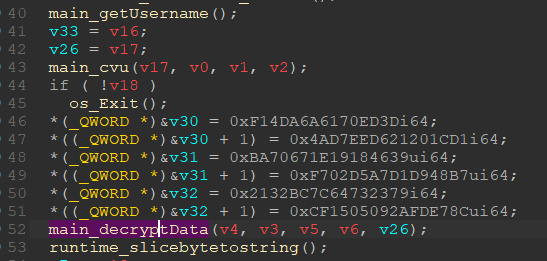 40 main_getUsername();
41 v33 = v16;
42 v26 = v17;
43 main_cvu(v17, v0, v1, v2);
44 if ( !v18 )
45 os_Exit();
46 *(_QWORD *)&v30 = 0xF14DA6A6170ED3Di64;
47 *((_QWORD *)&v30 + 1) = 0x4AD7EED621201CD1i64;
48 *(_QWORD *)&v31 = 0xBA70671E19184639ui64;
49 *((_QWORD *)&v31 + 1) = 0xF702D5A7D1D948B7ui64;
50 *(_QWORD *)&v32 = 0x2132BC7C64732379i64;
51 *((_QWORD *)&v32 + 1) = 0xCF1505092AFDE78Cui64;
52 main_decryptData(v4, v3, v5, v6, v26);
53 runtime_slicebytetostring();